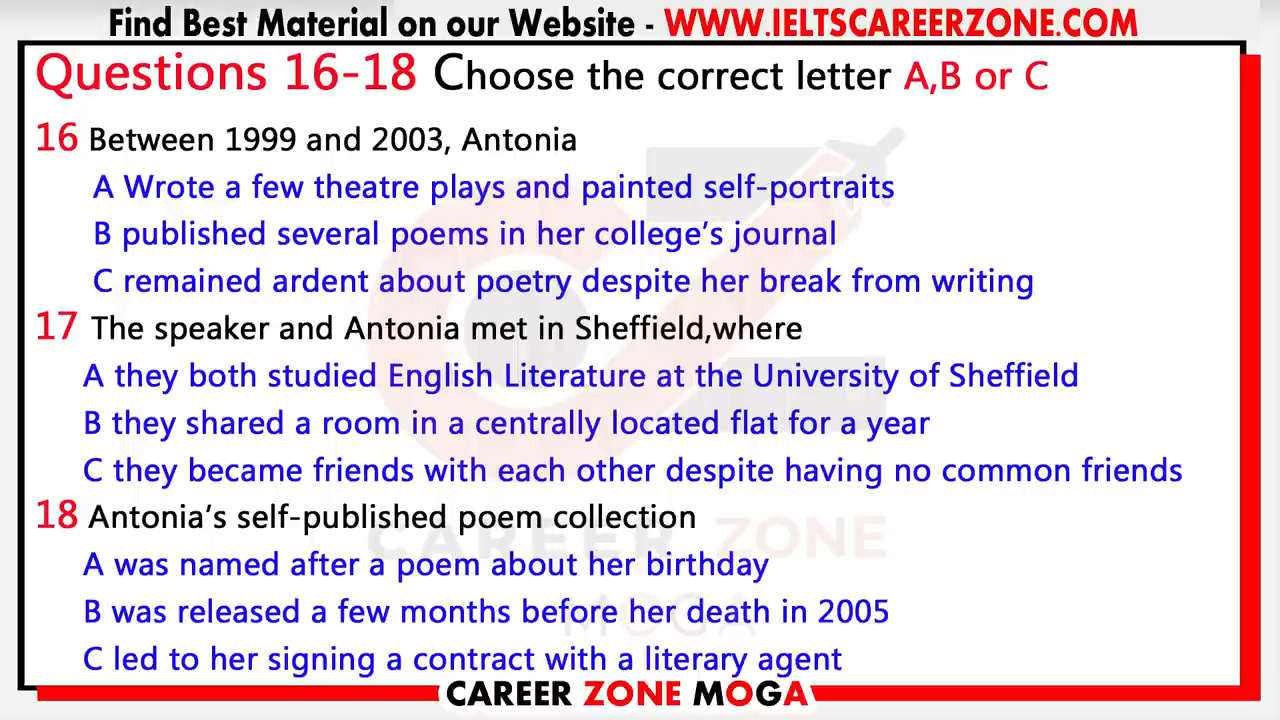 Find Best Material on our Website - WWW.IELTSCAREERZONE.COM
Questions 16-18 Choose the correct letter A,B or C
16 Between 1999 and 2003, Antonia
A Wrote a few theatre plays and painted self-portraits
B published several poems in her college’s journal
C remained ardent about poetry despite her break from writing
17 The speaker and Antonia met in Sheffield,where
A they both studied English Literature at the University of Sheffield
B they shared a room in a centrally located flat for a year
C they became friends with each other despite having no common friends
18 Antonia’s self-published poem collection
CAREER ZONE
A was named after a poem about her birthday
B was released a few months before her death in 2005
MOGA
C led to her signing a contract with a literary agent
CAREER ZONE MOGA